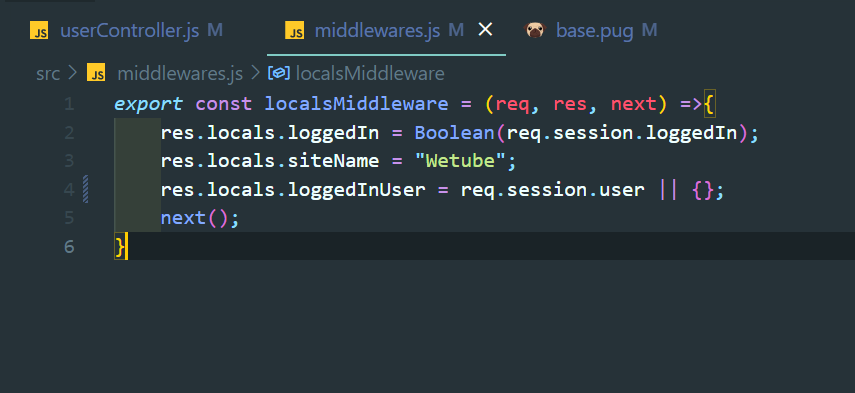 JS userController.js M JS middlewares.js M × base.pug M
src > JS middlewares.js > localsMiddleware
1 export const localsMiddleware = (req, res, next) =>{
2 res.locals.loggedIn = Boolean(req.session.loggedIn);
3 res.locals.siteName = "Wetube";
4 res.locals.loggedInUser = req.session.user || {};
5 next();
6 }